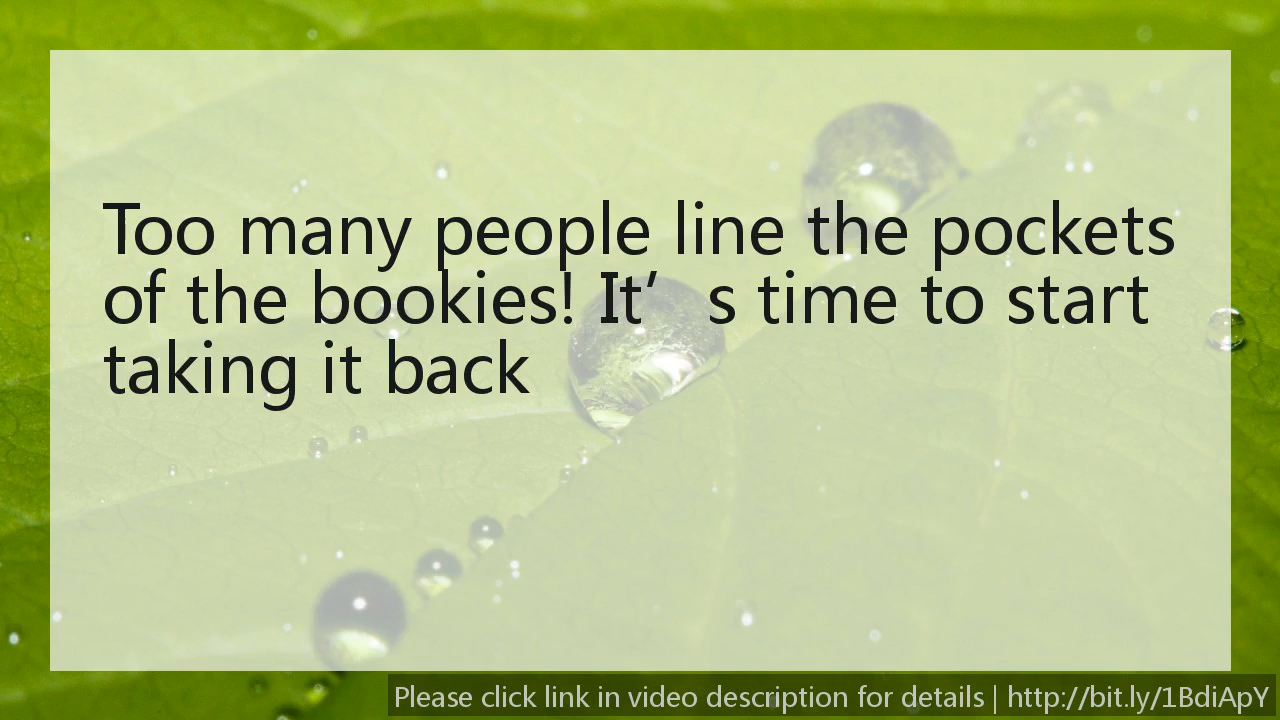 Too many people line the pockets
of the bookies! It’s time to start
taking it back
Please click link in video description for details | http://bit.ly/1BdiApY